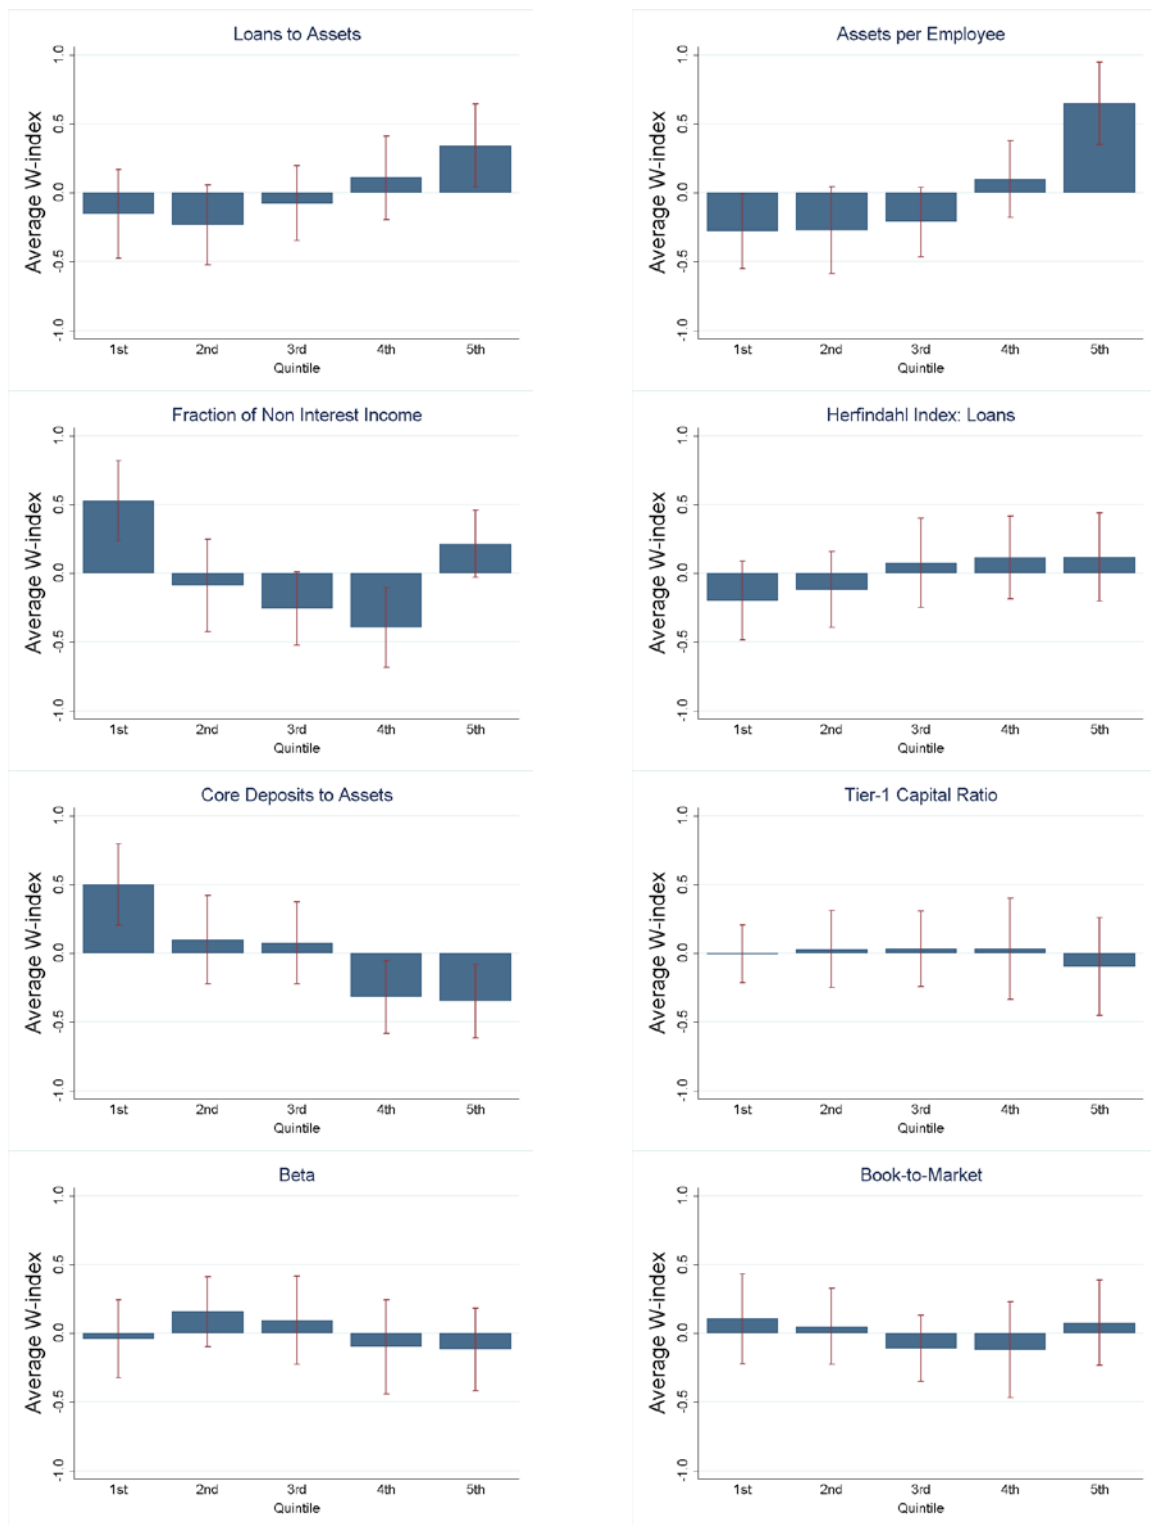 Loans to Assets
Average W-index
1.0
0.5
0.0
-0.5
-1.0
1st 2nd 3rd 4th 5th
Quintile
Assets per Employee
Average W-index
1.0
0.5
0.0
-0.5
-1.0
1st 2nd 3rd 4th 5th
Quintile
Fraction of Non Interest Income
Average W-index
1.0
0.5
0.0
-0.5
-1.0
1st 2nd 3rd 4th 5th
Quintile
Herfindahl Index: Loans
Average W-index
1.0
0.5
0.0
-0.5
-1.0
1st 2nd 3rd 4th 5th
Quintile
Core Deposits to Assets
Average W-index
1.0
0.5
0.0
-0.5
-1.0
1st 2nd 3rd 4th 5th
Quintile
Tier-1 Capital Ratio
Average W-index
1.0
0.5
0.0
-0.5
-1.0
1st 2nd 3rd 4th 5th
Quintile
Beta
Average W-index
1.0
0.5
0.0
-0.5
-1.0
1st 2nd 3rd 4th 5th
Quintile
Book-to-Market
Average W-index
1.0
0.5
0.0
-0.5
-1.0
1st 2nd 3rd 4th 5th
Quintile